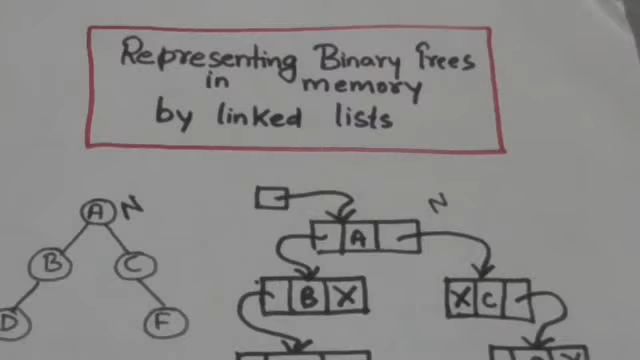 Representing Binary Trees
in memory
by linked lists
A N
N
A
B C
B X
X C
D F